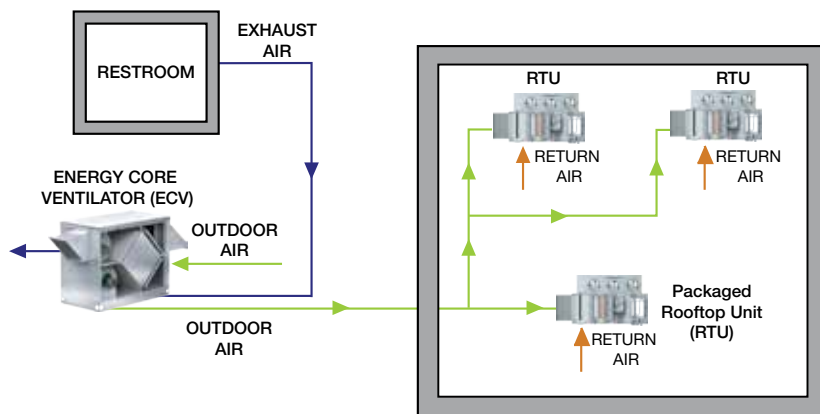 EXHAUST
AIR
RESTROOM
RTU
RTU
RETURN
AIR
RETURN
AIR
ENERGY CORE
VENTILATOR (ECV)
OUTDOOR
AIR
OUTDOOR
AIR
Packaged
Rooftop Unit
(RTU)
RETURN
AIR